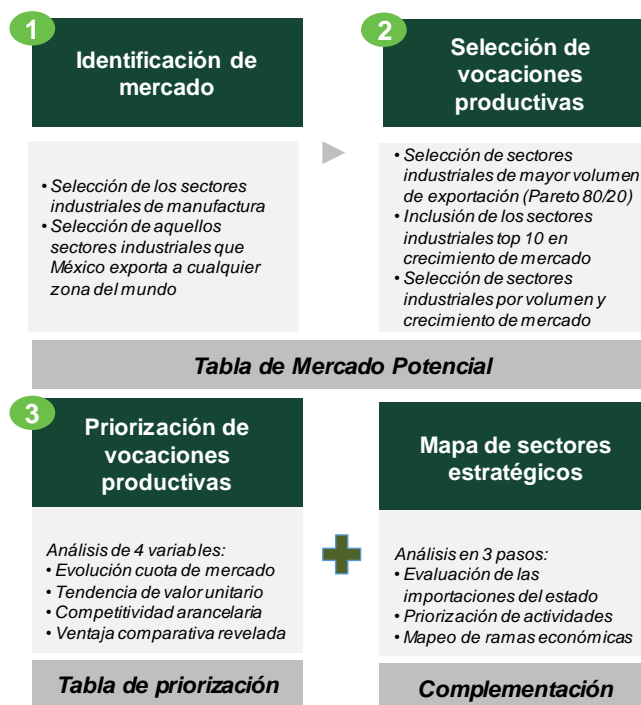 1
Identificación de
mercado
• Selección de los sectores
industriales de manufactura
• Selección de aquellos
sectores industriales que
México exporta a cualquier
zona del mundo
2
Selección de
vocaciones
productivas
• Selección de sectores
industriales de mayor volumen
de exportación (Pareto 80/20)
• Inclusión de los sectores
industriales top 10 en
crecimiento de mercado
• Selección de sectores
industriales por volumen y
crecimiento de mercado
Tabla de Mercado Potencial
3
Priorización de
vocaciones
productivas
Análisis de 4 variables:
• Evolución cuota de mercado
• Tendencia de valor unitario
• Competitividad arancelaria
• Ventaja comparativa revelada
Tabla de priorización
Mapa de sectores
estratégicos
Análisis en 3 pasos:
• Evaluación de las
importaciones del estado
• Priorización de actividades
• Mapeo de ramas económicas
Complementación